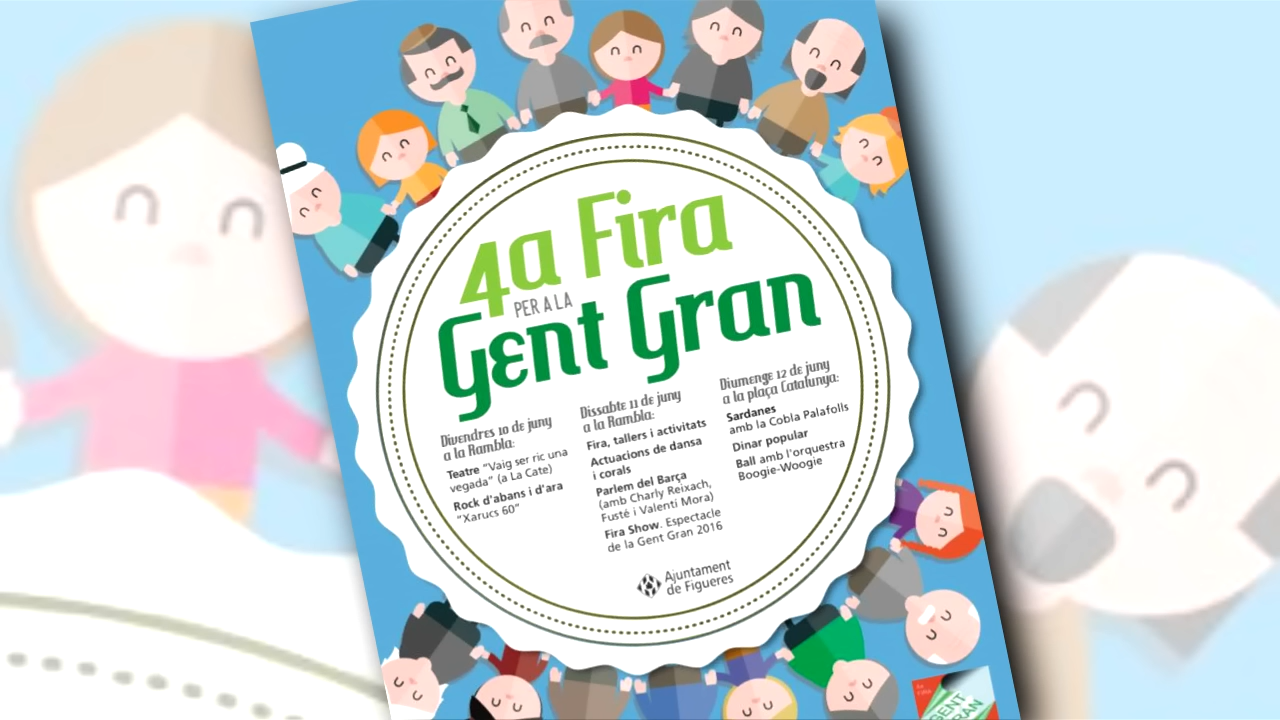 4a Fira
PER A LA
Gent Gran
Divendres 10 de juny
a la Rambla:
Teatre "Vaig ser ric una
vegada" (a La Cate)
Rock d'abans i d'ara
"Xarucs 60"
Dissabte 11 de juny
a la Rambla:
Fira, tallers i activitats
Actuacions de dansa
i corals
Parlem del Barça
(amb Charly Reixach,
Fusté i Valentí Mora)
Fira Show. Espectacle
de la Gent Gran 2016
Diumenge 12 de juny
a la plaça Catalunya:
Sardanes
amb la Cobla Palafolls
Dinar popular
Ball amb l'orquestra
Boogie-Woogie
Ajuntament
de Figueres
GENT
GRAN